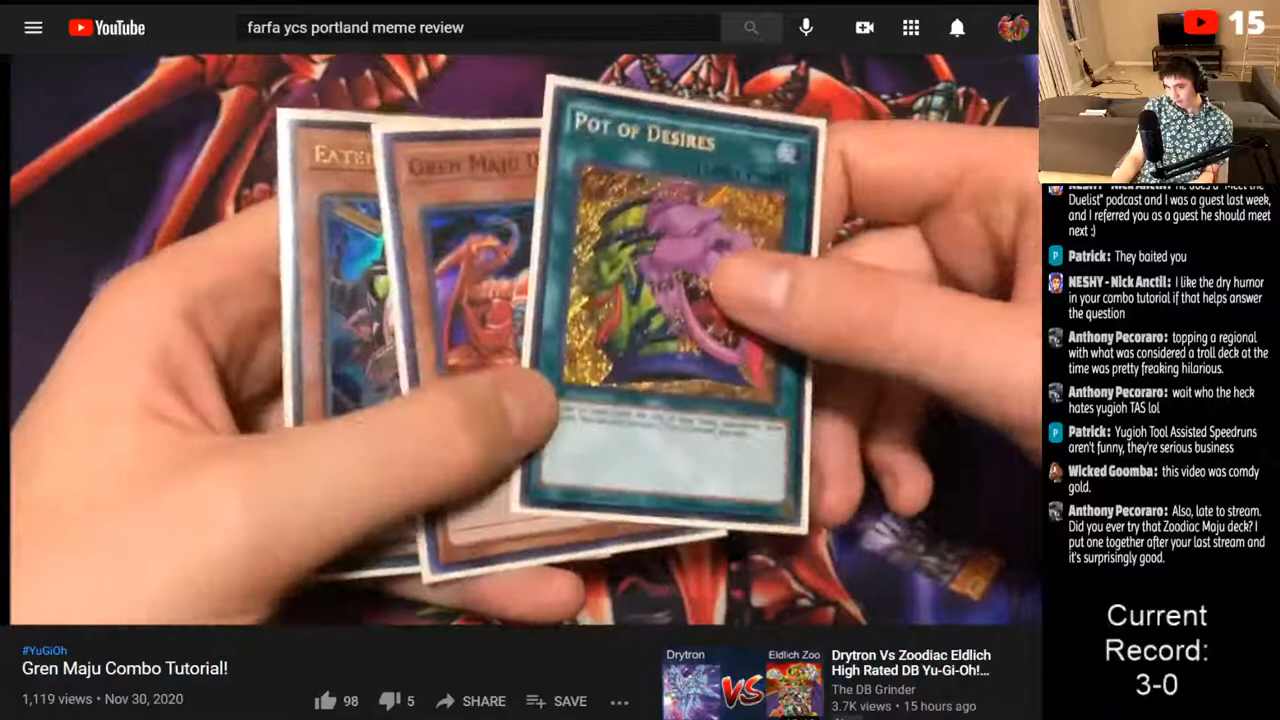 YouTube
farfa ycs portland meme review
15
POT OF DESIRES
GREN MAJU
#YuGiOh
Gren Maju Combo Tutorial!
1,119 views • Nov 30, 2020
98
5
SHARE
SAVE
Drytron
Eldlich Zoo
VS
Drytron Vs Zoodiac Eldlich
High Rated DB Yu-Gi-Oh!...
The DB Grinder
3.7K views • 15 hours ago
Duelist" podcast and I was a guest last week,
and I referred you as a guest he should meet
next :)
Patrick: They baited you
NESHY - Nick Anctil: I like the dry humor
in your combo tutorial if that helps answer
the question
Anthony Pecoraro: topping a regional
with what was considered a troll deck at the
time was pretty freaking hilarious.
Anthony Pecoraro: wait who the heck
hates yugioh TAS lol
P
Patrick: Yugioh Tool Assisted Speedruns
aren't funny, they're serious business
Wicked Goomba: this video was comdy
gold.
Anthony Pecoraro: Also, late to stream.
Did you ever try that Zoodiac Maju deck? I
put one together after your last stream and
it's surprisingly good.
Current
Record:
3-0